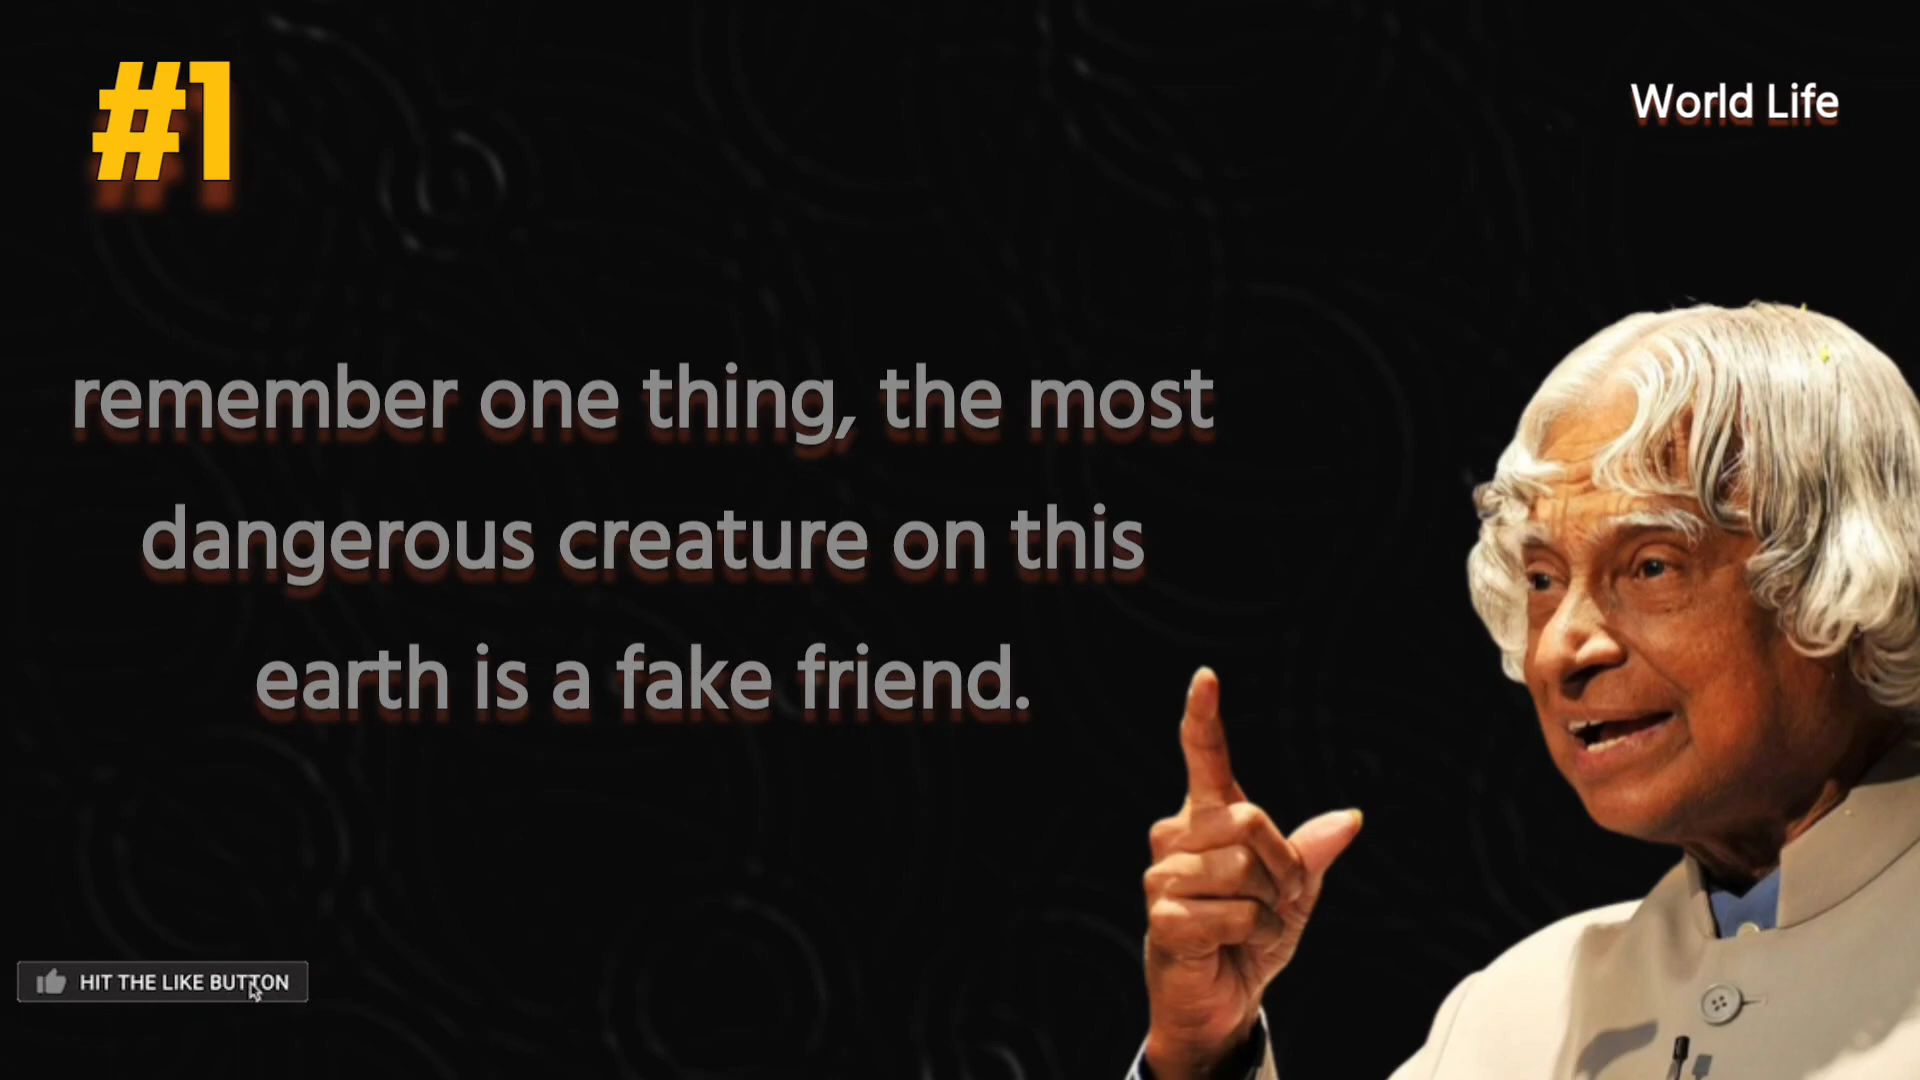 #1
World Life
remember one thing, the most
dangerous creature on this
earth is a fake friend.
HIT THE LIKE BUTTON